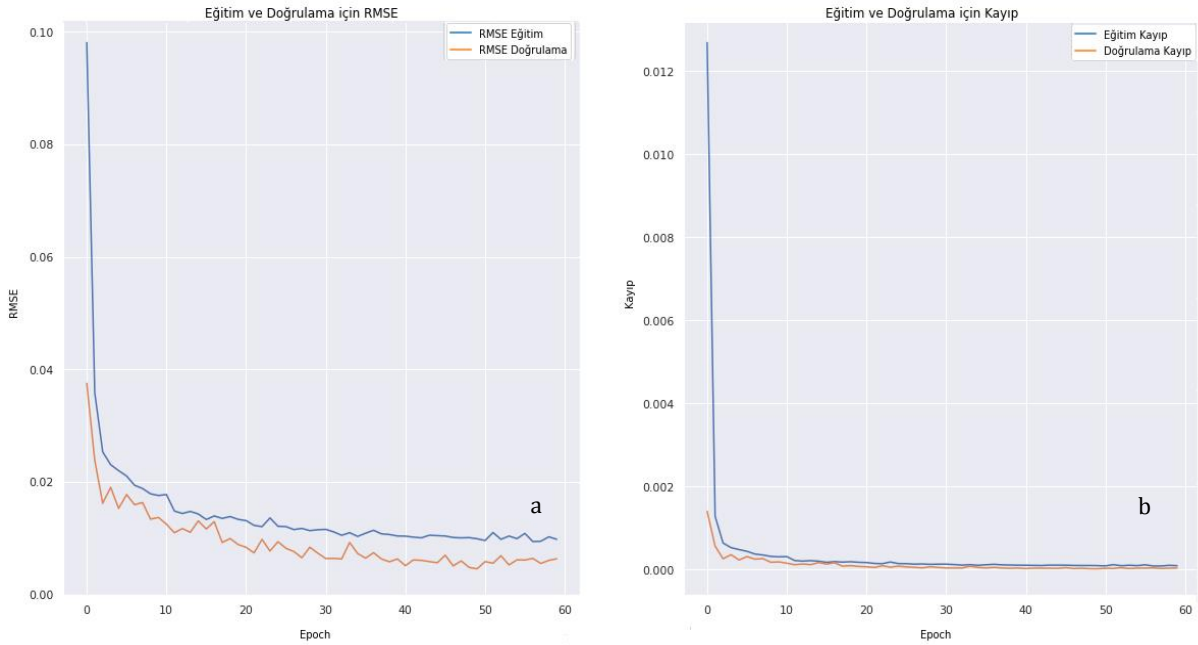 Eğitim ve Doğrulama için RMSE
RMSE Eğitim
RMSE Doğrulama
0.10
0.08
0.06
0.04
0.02
0.00
RMSE
0
10
20
30
40
50
60
Epoch
a
Eğitim ve Doğrulama için Kayıp
Eğitim Kayıp
Doğrulama Kayıp
0.012
0.010
0.008
0.006
0.004
0.002
0.000
Kayıp
0
10
20
30
40
50
60
Epoch
b